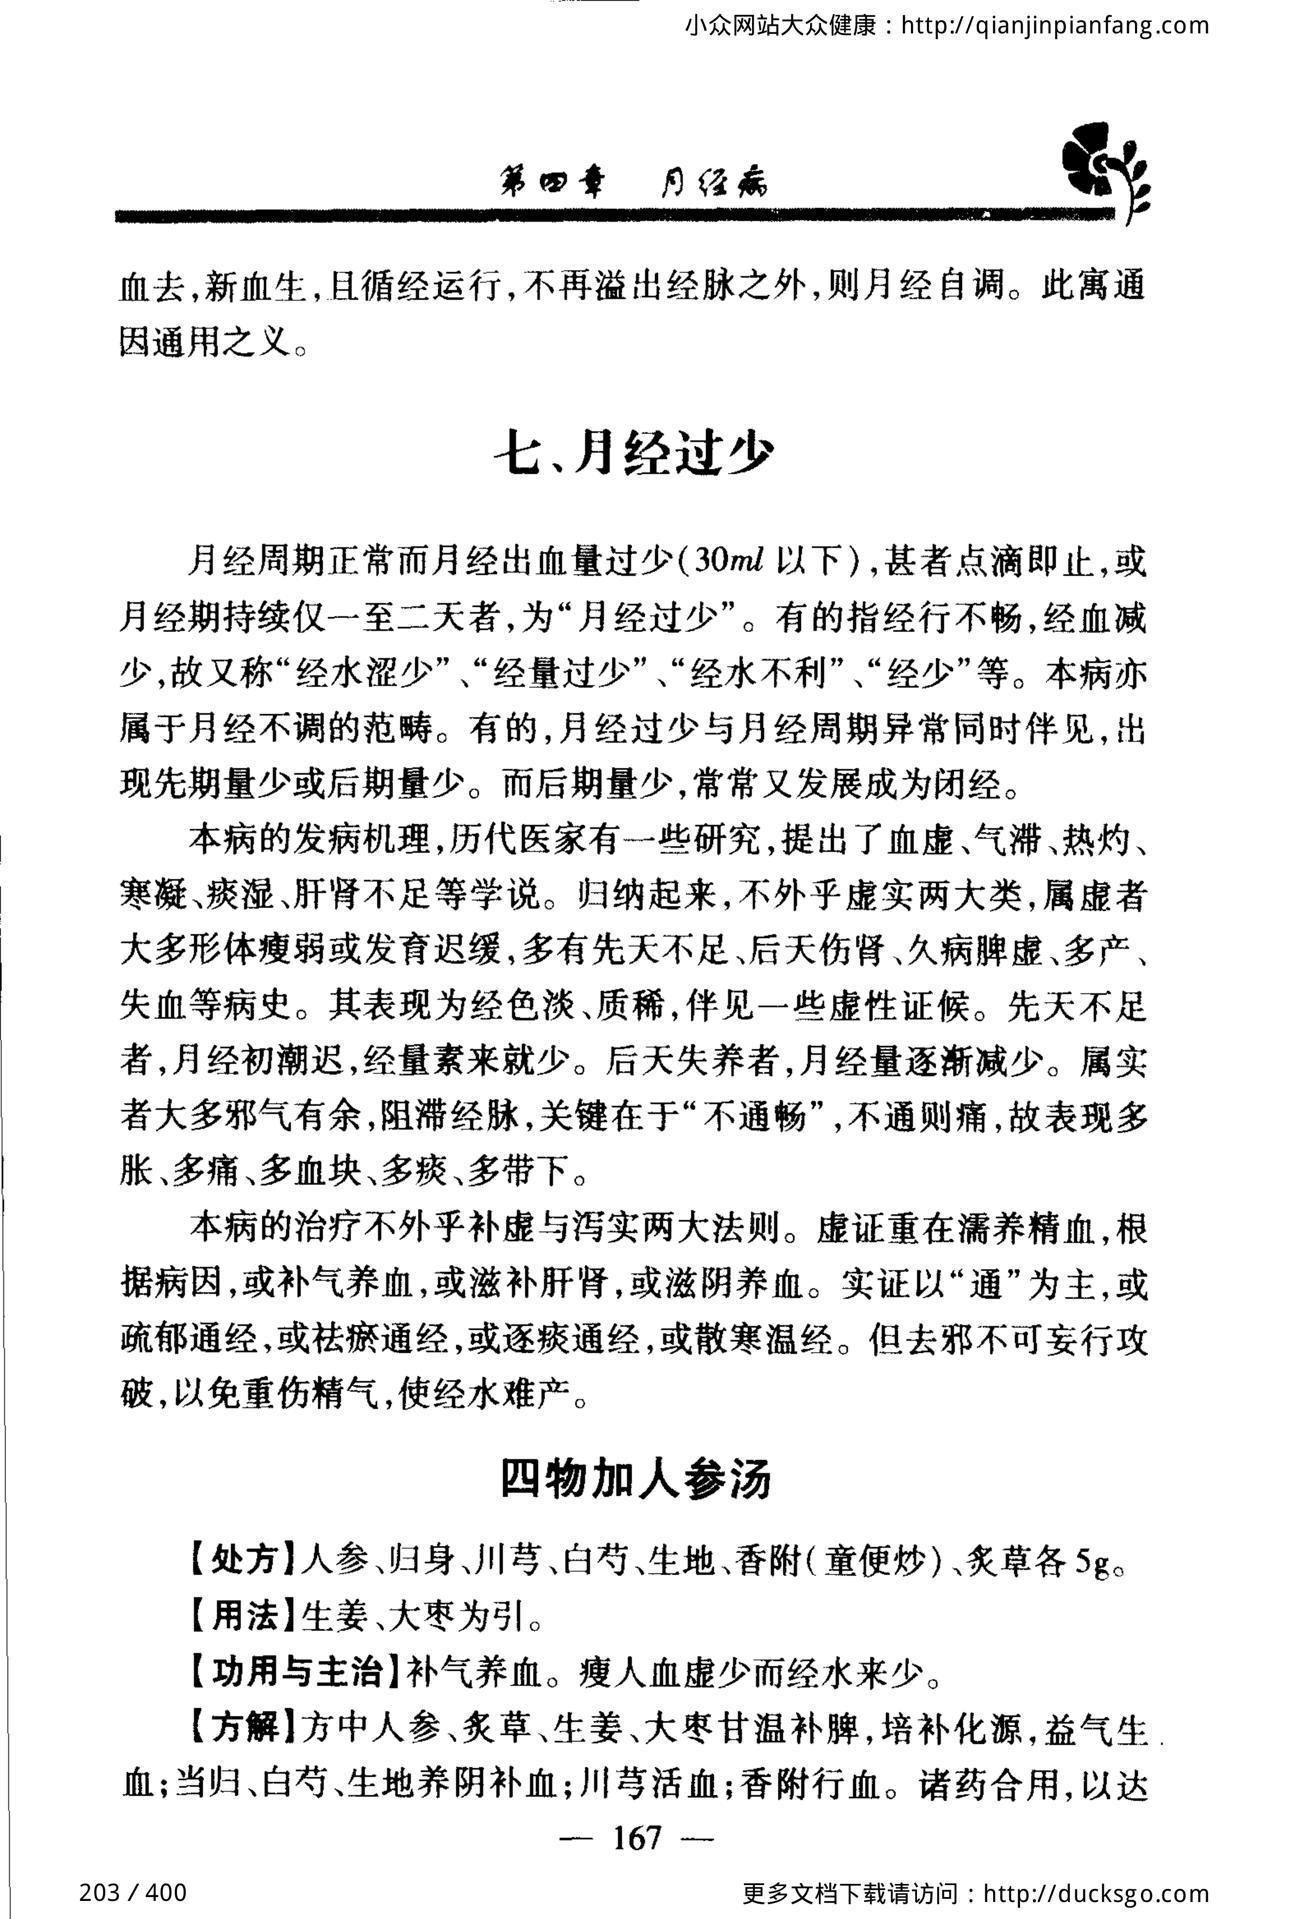 小众网站大众健康：http://qianjinpianfang.com
第四章 月经病
血去,新血生,且循经运行,不再溢出经脉之外,则月经自调。此寓通
因通用之义。
七、月经过少
月经周期正常而月经出血量过少(30ml 以下),甚者点滴即止,或
月经期持续仅一至二天者,为“月经过少”。有的指经行不畅,经血减
少,故又称“经水涩少”、“经量过少”、“经水不利”、“经少”等。本病亦
属于月经不调的范畴。有的,月经过少与月经周期异常同时伴见,出
现先期量少或后期量少。而后期量少,常常又发展成为闭经。
本病的发病机理,历代医家有一些研究,提出了血虚、气滞、热灼、
寒凝、痰湿、肝肾不足等学说。归纳起来,不外乎虚实两大类,属虚者
大多形体瘦弱或发育迟缓,多有先天不足、后天伤肾、久病脾虚、多产、
失血等病史。其表现为经色淡、质稀,伴见一些虚性证候。先天不足
者,月经初潮迟,经量素来就少。后天失养者,月经量逐渐减少。属实
者大多邪气有余,阻滞经脉,关键在于“不通畅”,不通则痛,故表现多
胀、多痛、多血块、多痰、多带下。
本病的治疗不外乎补虚与泻实两大法则。虚证重在濡养精血,根
据病因,或补气养血,或滋补肝肾,或滋阴养血。实证以“通”为主,或
疏郁通经,或祛瘀通经,或逐痰通经,或散寒温经。但去邪不可妄行攻
破,以免重伤精气,使经水难产。
四物加人参汤
【处方】人参、归身、川芎、白芍、生地、香附(童便炒)、炙草各 5g。
【用法】生姜、大枣为引。
【功用与主治】补气养血。瘦人血虚少而经水来少。
【方解】方中人参、炙草、生姜、大枣甘温补脾,培补化源,益气生
血;当归、白芍、生地养阴补血;川芎活血;香附行血。诸药合用,以达
— 167 —
203 / 400
更多文档下载请访问：http://ducksgo.com